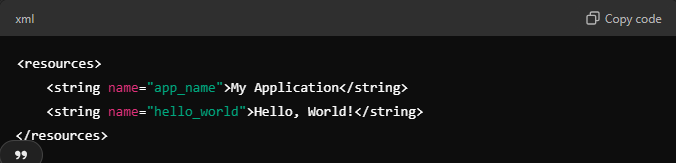 xml
Copy code
<resources>
    <string name="app_name">My Application</string>
    <string name="hello_world">Hello, World!</string>
</resources>